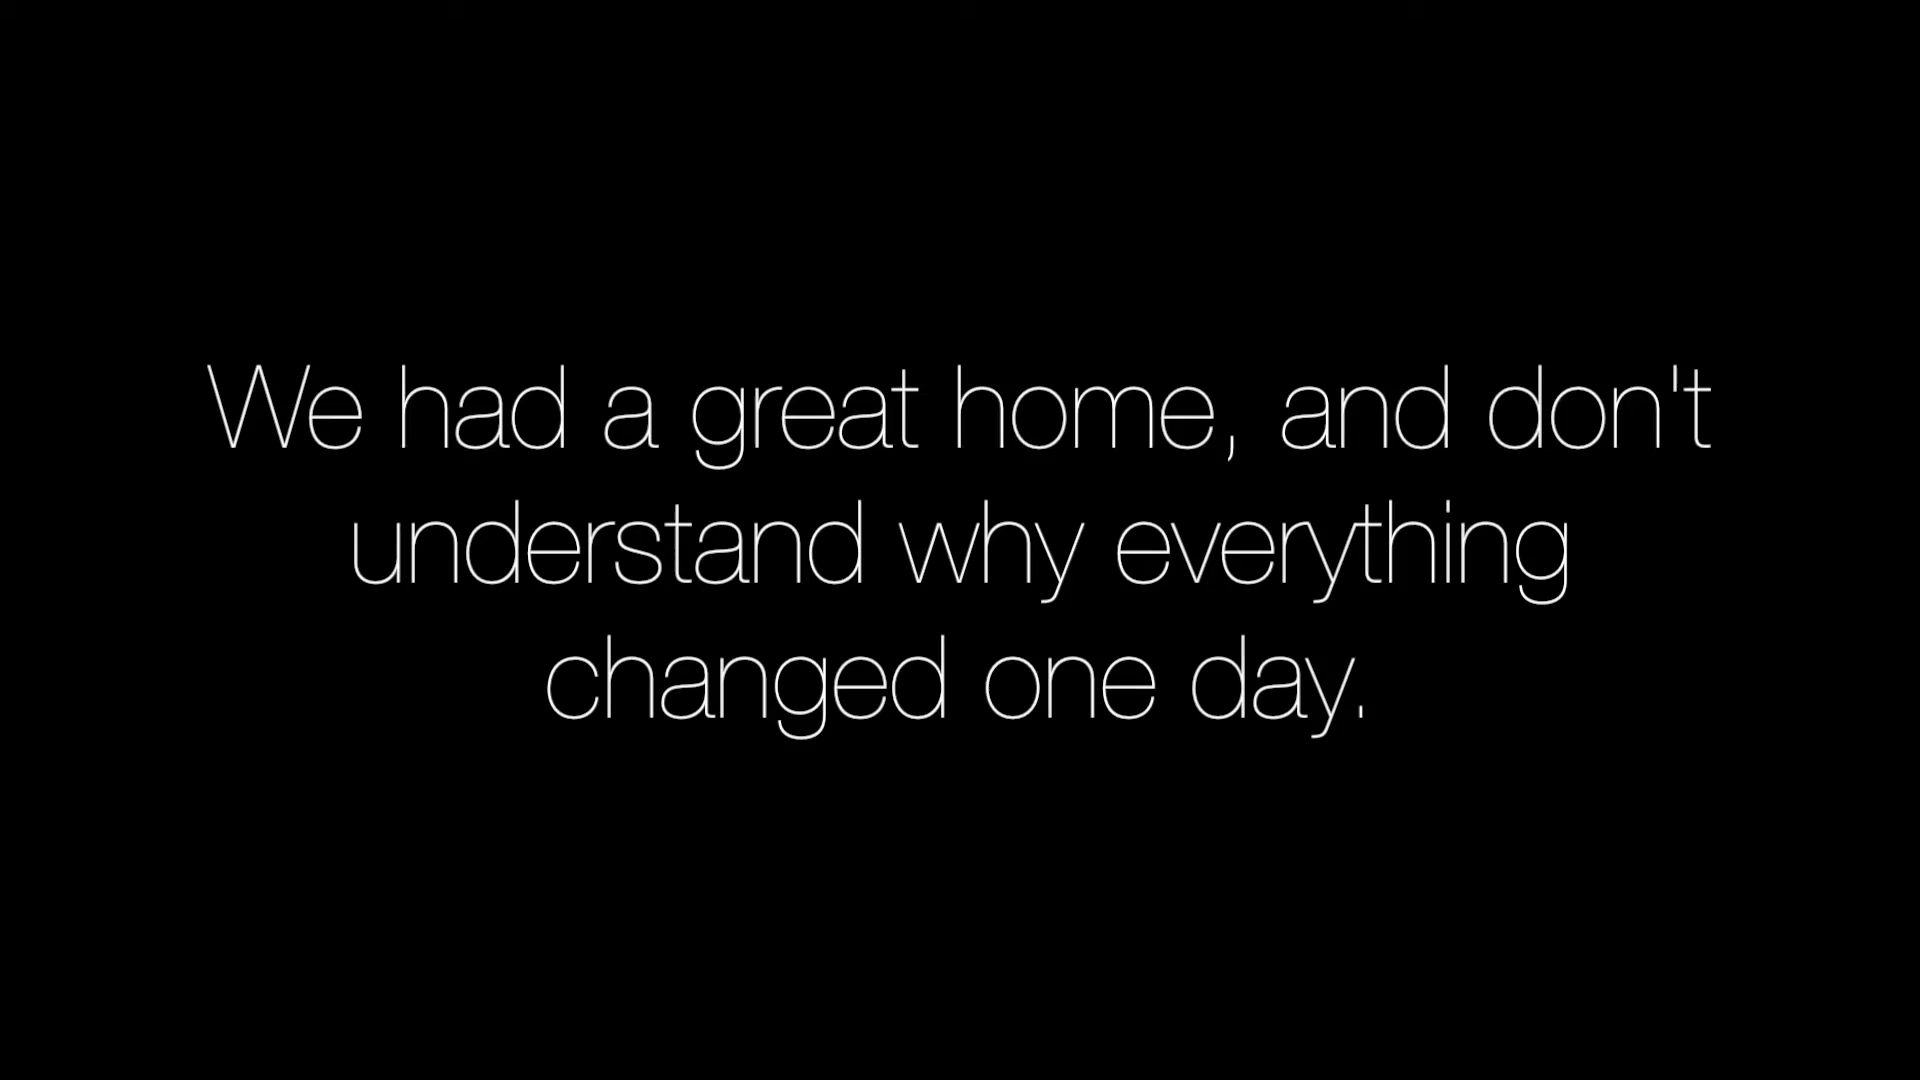 We had a great home, and don't
understand why everything
changed one day.